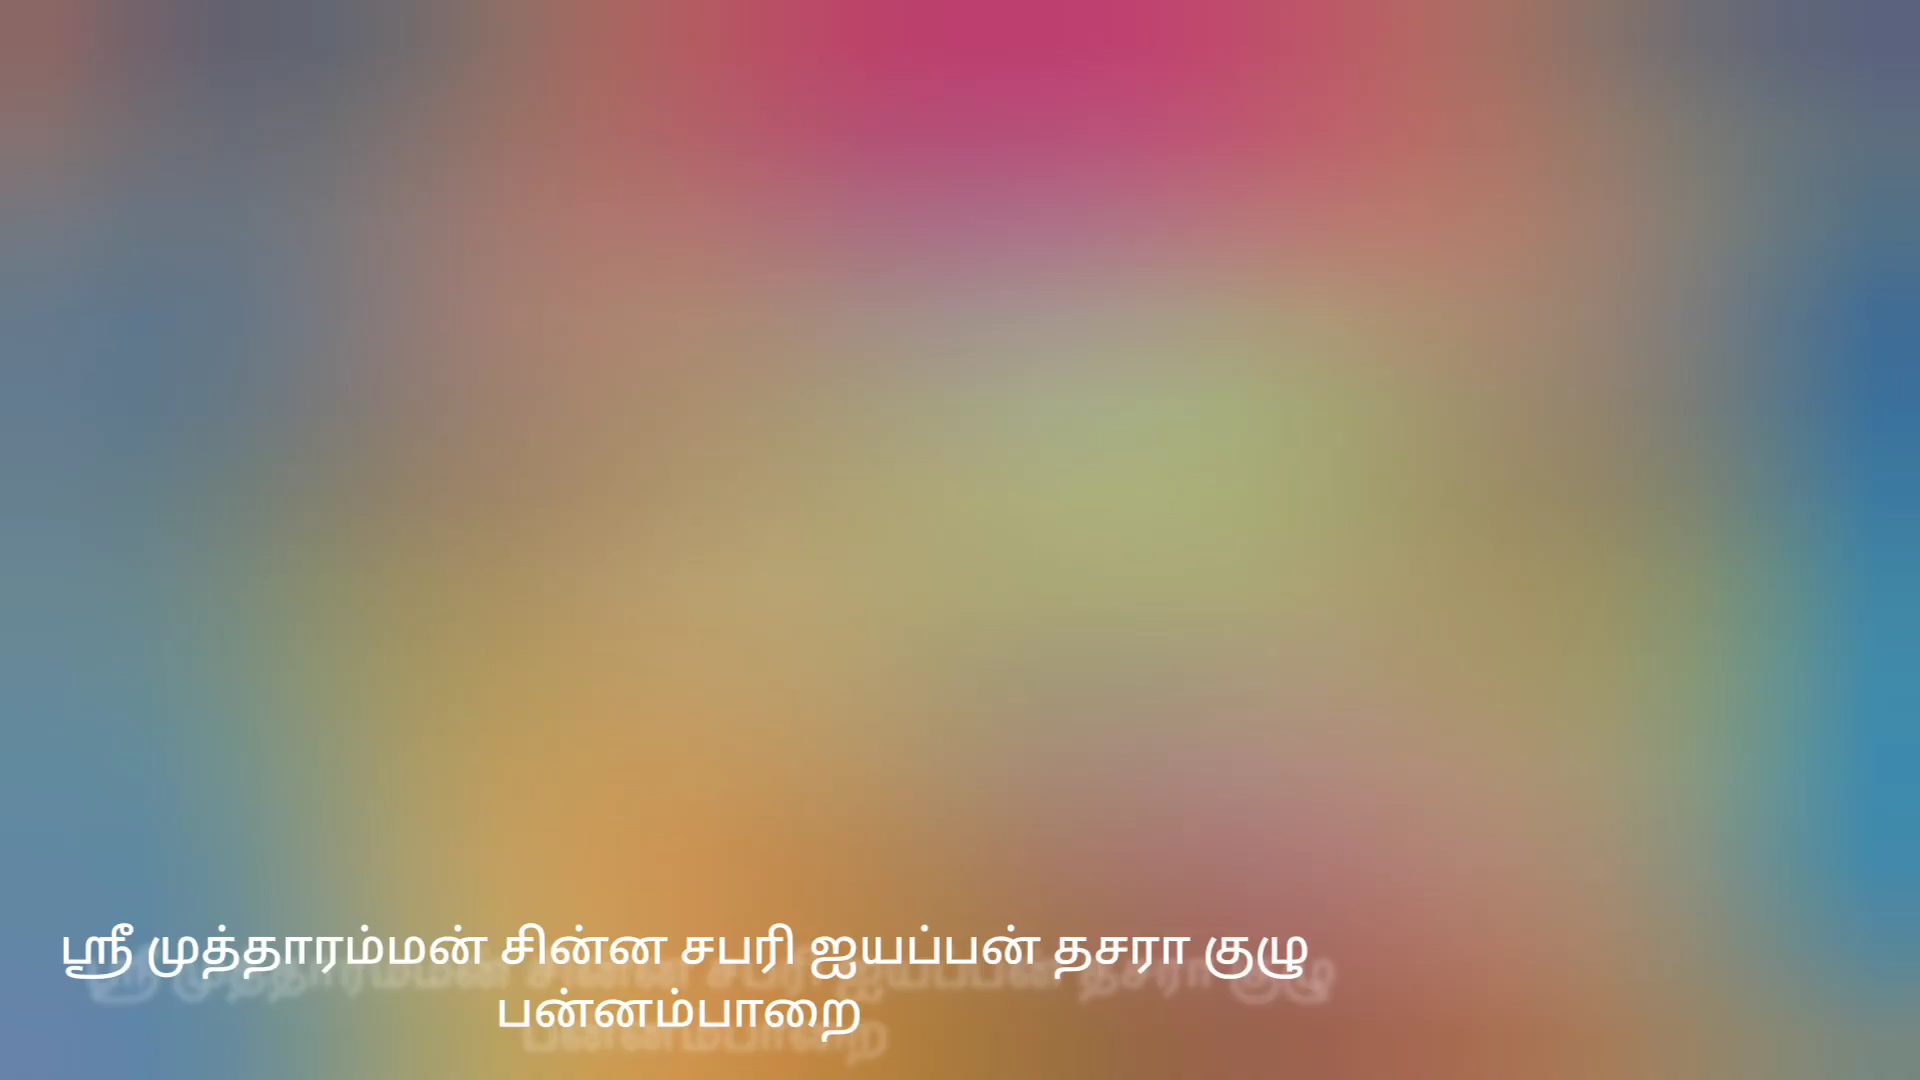 ஸ்ரீ முத்தாரம்மன் சின்ன சபரி ஐயப்பன் தசரா குழு
பன்னம்பாறை